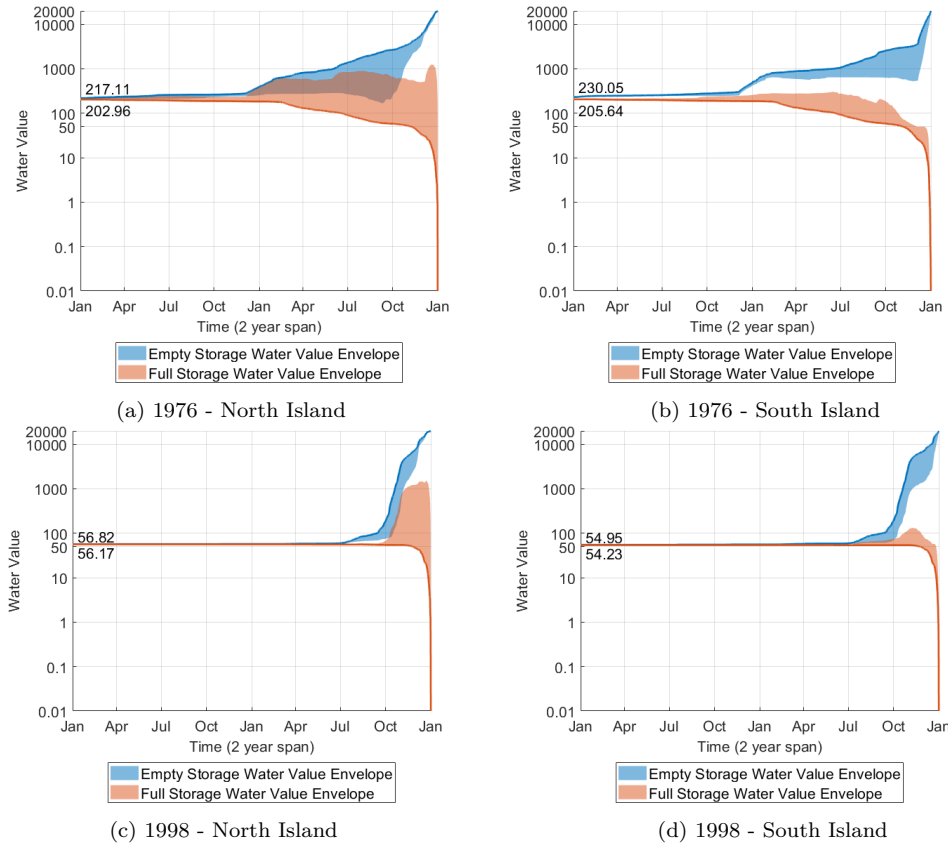 20000
10000
1000
217.11
100
202.96
50
10
1
0.1
0.01
Water Value
Jan Apr Jul Oct Jan Apr Jul Oct Jan
Time (2 year span)
Empty Storage Water Value Envelope
Full Storage Water Value Envelope
(a) 1976 - North Island
20000
10000
1000
230.05
100
205.64
50
10
1
0.1
0.01
Water Value
Jan Apr Jul Oct Jan Apr Jul Oct Jan
Time (2 year span)
Empty Storage Water Value Envelope
Full Storage Water Value Envelope
(b) 1976 - South Island
20000
10000
1000
100
56.82
50
56.17
10
1
0.1
0.01
Water Value
Jan Apr Jul Oct Jan Apr Jul Oct Jan
Time (2 year span)
Empty Storage Water Value Envelope
Full Storage Water Value Envelope
(c) 1998 - North Island
20000
10000
1000
100
54.95
50
54.23
10
1
0.1
0.01
Water Value
Jan Apr Jul Oct Jan Apr Jul Oct Jan
Time (2 year span)
Empty Storage Water Value Envelope
Full Storage Water Value Envelope
(d) 1998 - South Island